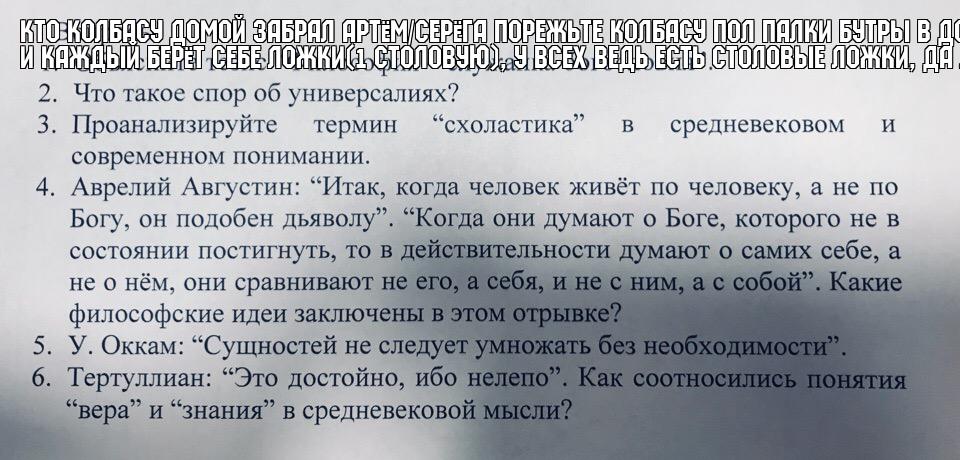 КТО КОЛБАСУ ДОМОЙ ЗАБРАЛ АРТЁМ/СЕРЁГА ПОРЕЖЬТЕ КОЛБАСУ ПОЛ ПАЛКИ БУТРЫ В
И КАЖДЫЙ БЕРЁТ СЕБЕ ЛОЖКИ(1 СТОЛОВУЮ), У ВСЕХ ВЕДЬ ЕСТЬ СТОЛОВЫЕ ЛОЖКИ, ДА
2. Что такое спор об универсалиях?
3. Проанализируйте термин “схоластика” в средневековом и
современном понимании.
4. Аврелий Августин: “Итак, когда человек живёт по человеку, а не по
Богу, он подобен дьяволу”. “Когда они думают о Боге, которого не в
состоянии постигнуть, то в действительности думают о самих себе, а
не о нём, они сравнивают не его, а себя, и не с ним, а с собой”. Какие
философские идеи заключены в этом отрывке?
5. У. Оккам: “Сущностей не следует умножать без необходимости”.
6. Тертуллиан: “Это достойно, ибо нелепо”. Как соотносились понятия
“вера” и “знания” в средневековой мысли?